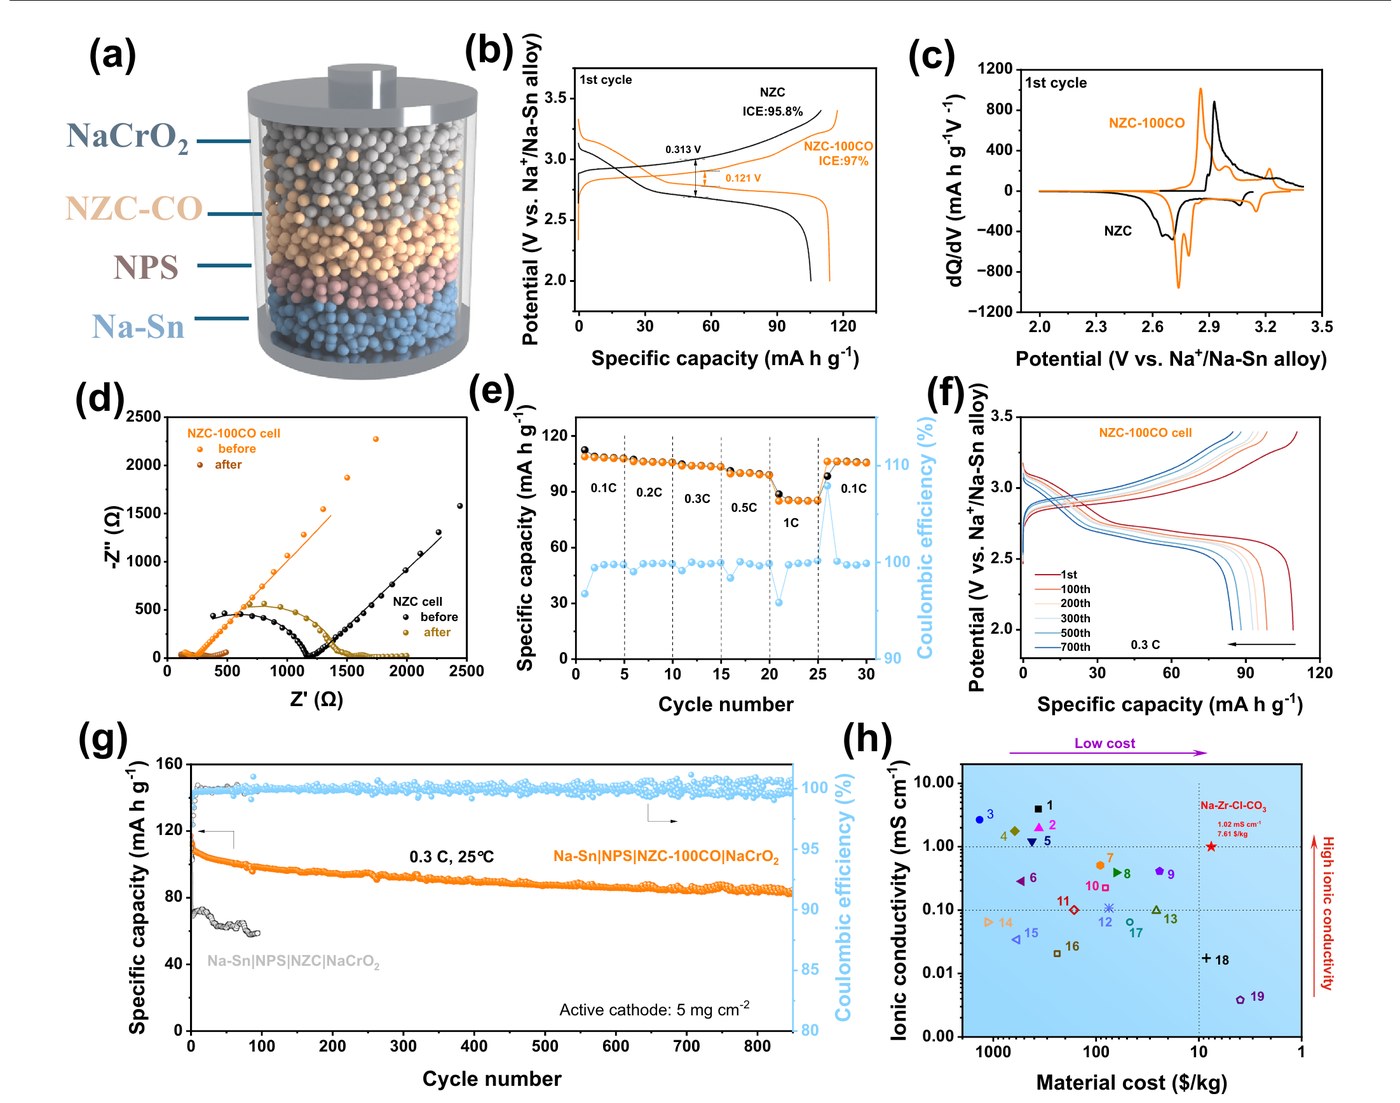 (a)
NaCrO2
NZC-CO
NPS
Na-Sn
(b)
Potential (V vs. Na+/Na-Sn alloy)
3.5
3.0
2.5
2.0
1st cycle
NZC
ICE:95.8%
NZC-100CO
ICE:97%
0.313 V
0.121 V
0 30 60 90 120
Specific capacity (mA h g-1)
(c)
dQ/dV (mA h g-1V-1)
1200
800
400
0
−400
−800
−1200
1st cycle
NZC-100CO
NZC
2.0 2.3 2.6 2.9 3.2 3.5
Potential (V vs. Na+/Na-Sn alloy)
(d)
-Z'' (Ω)
2500
2000
1500
1000
500
0
NZC-100CO cell
before
after
NZC cell
before
after
0 500 1000 1500 2000 2500
Z' (Ω)
(e)
Specific capacity (mA h g-1)
120
90
60
30
0
0.1C
0.2C
0.3C
0.5C
1C
0.1C
110
100
90
Coulombic efficiency (%)
0 5 10 15 20 25 30
Cycle number
(f)
Potential (V vs. Na+/Na-Sn alloy)
3.5
3.0
2.5
2.0
NZC-100CO cell
1st
100th
200th
300th
500th
700th
0.3 C
0 30 60 90 120
Specific capacity (mA h g-1)
(g)
Specific capacity (mA h g-1)
160
120
80
40
0
0.3 C, 25°C
Na-Sn|NPS|NZC-100CO|NaCrO2
Na-Sn|NPS|NZC|NaCrO2
Active cathode: 5 mg cm-2
100
95
90
85
80
Coulombic efficiency (%)
0 100 200 300 400 500 600 700 800
Cycle number
(h)
Low cost
Ionic conductivity (mS cm-1)
10.00
1.00
0.10
0.01
0.00
Na-Zr-Cl-CO3
1.02 mS cm-1
7.61 $/kg
1
2
3
4
5
6
7
8
9
10
11
12
13
14
15
16
17
18
19
High ionic conductivity
1000 100 10 1
Material cost ($/kg)